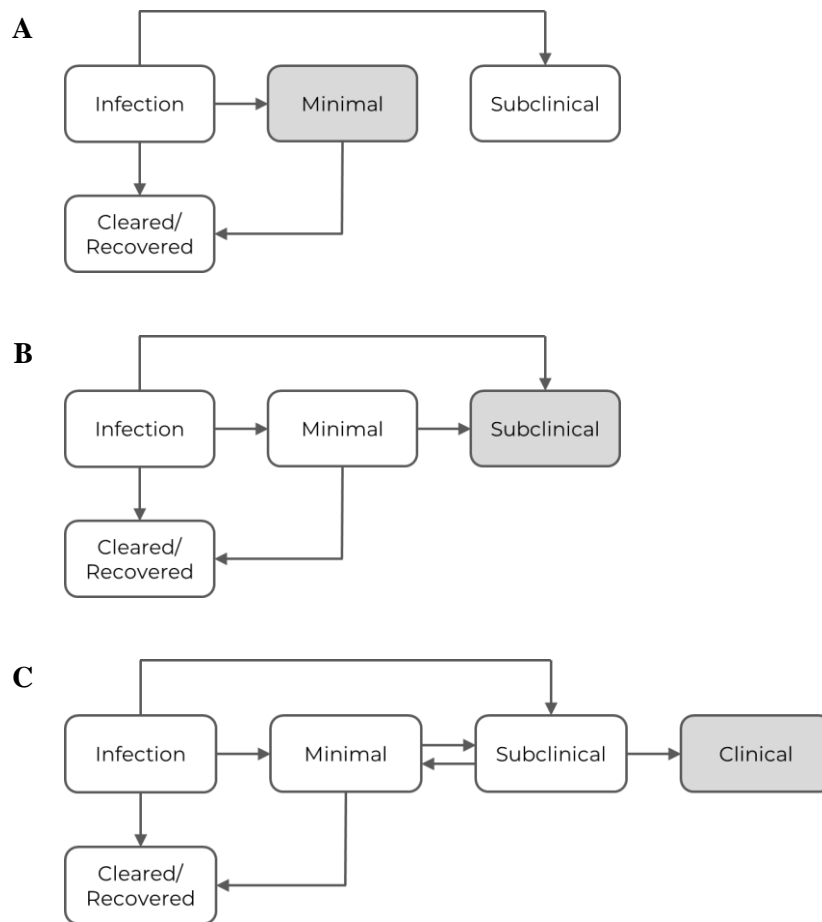 A
Infection
Minimal
Subclinical
Cleared/
Recovered
B
Infection
Minimal
Subclinical
Cleared/
Recovered
C
Infection
Minimal
Subclinical
Clinical
Cleared/
Recovered